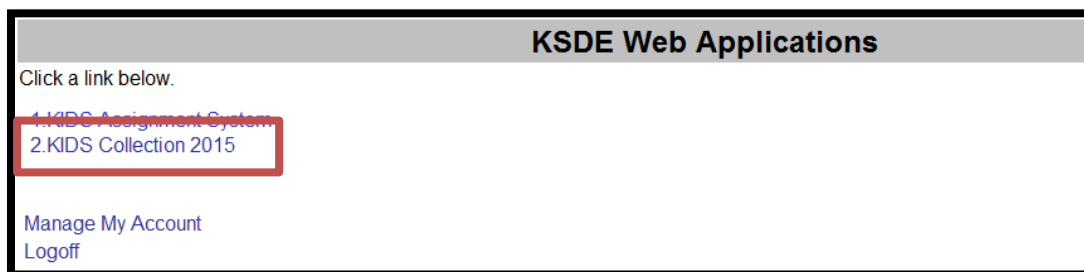 KSDE Web Applications
Click a link below.
1.KIDS Assignment System
2.KIDS Collection 2015
Manage My Account
Logoff